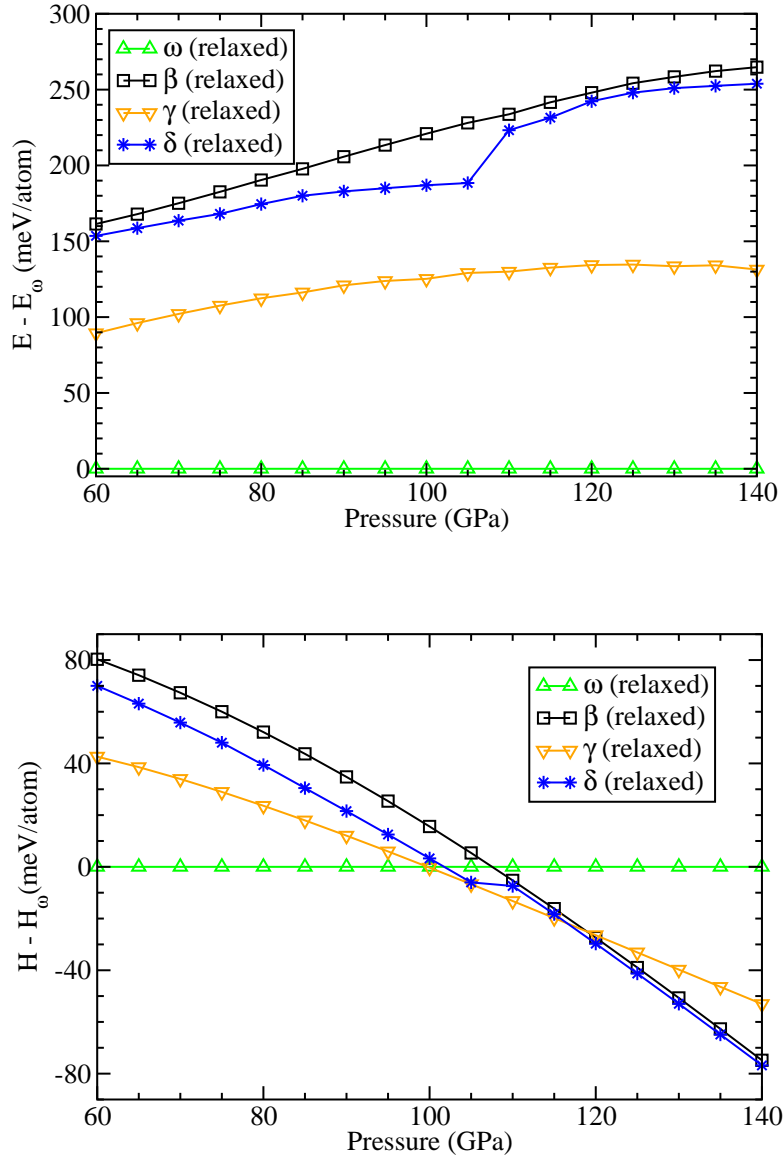 300
250
200
150
100
50
0
E - Eω (meV/atom)
ω (relaxed)
β (relaxed)
γ (relaxed)
δ (relaxed)
60 80 100 120 140
Pressure (GPa)
80
40
0
-40
-80
H - Hω(meV/atom)
ω (relaxed)
β (relaxed)
γ (relaxed)
δ (relaxed)
60 80 100 120 140
Pressure (GPa)